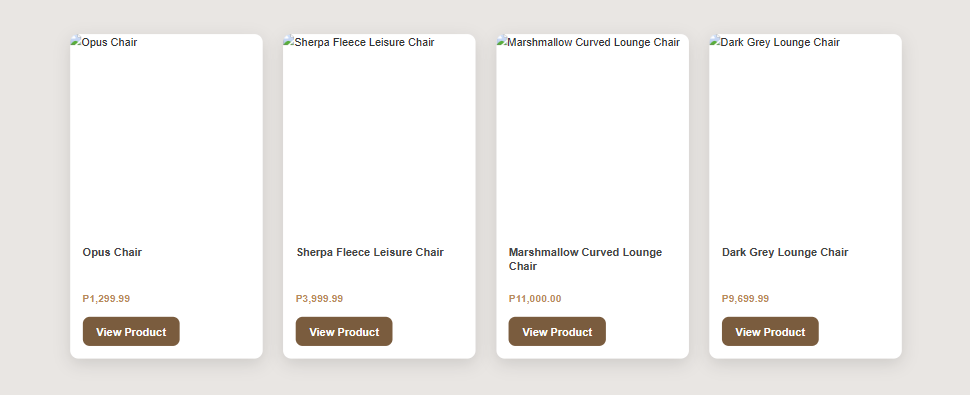 Opus Chair
Sherpa Fleece Leisure Chair
Marshmallow Curved Lounge Chair
Dark Grey Lounge Chair
Opus Chair
P1,299.99
View Product
Sherpa Fleece Leisure Chair
P3,999.99
View Product
Marshmallow Curved Lounge
Chair
P11,000.00
View Product
Dark Grey Lounge Chair
P9,699.99
View Product